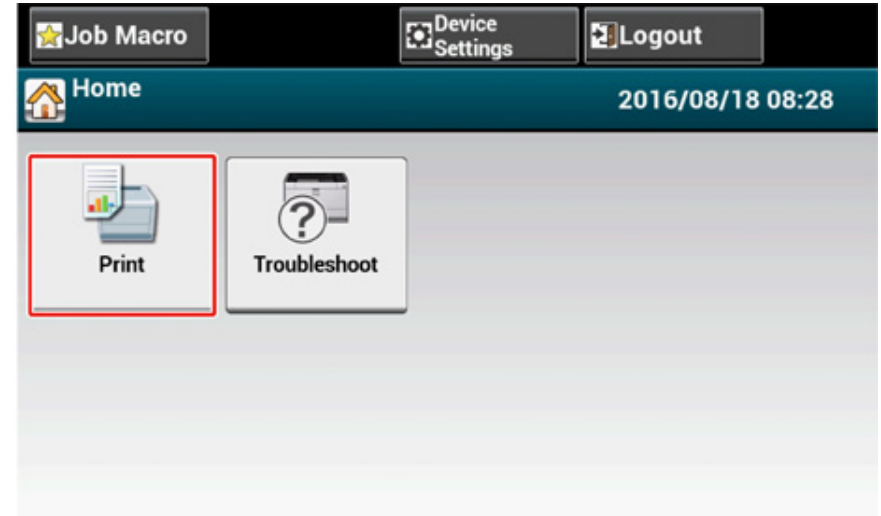 Job Macro
Device
Settings
Logout
Home
2016/08/18 08:28
Print
Troubleshoot